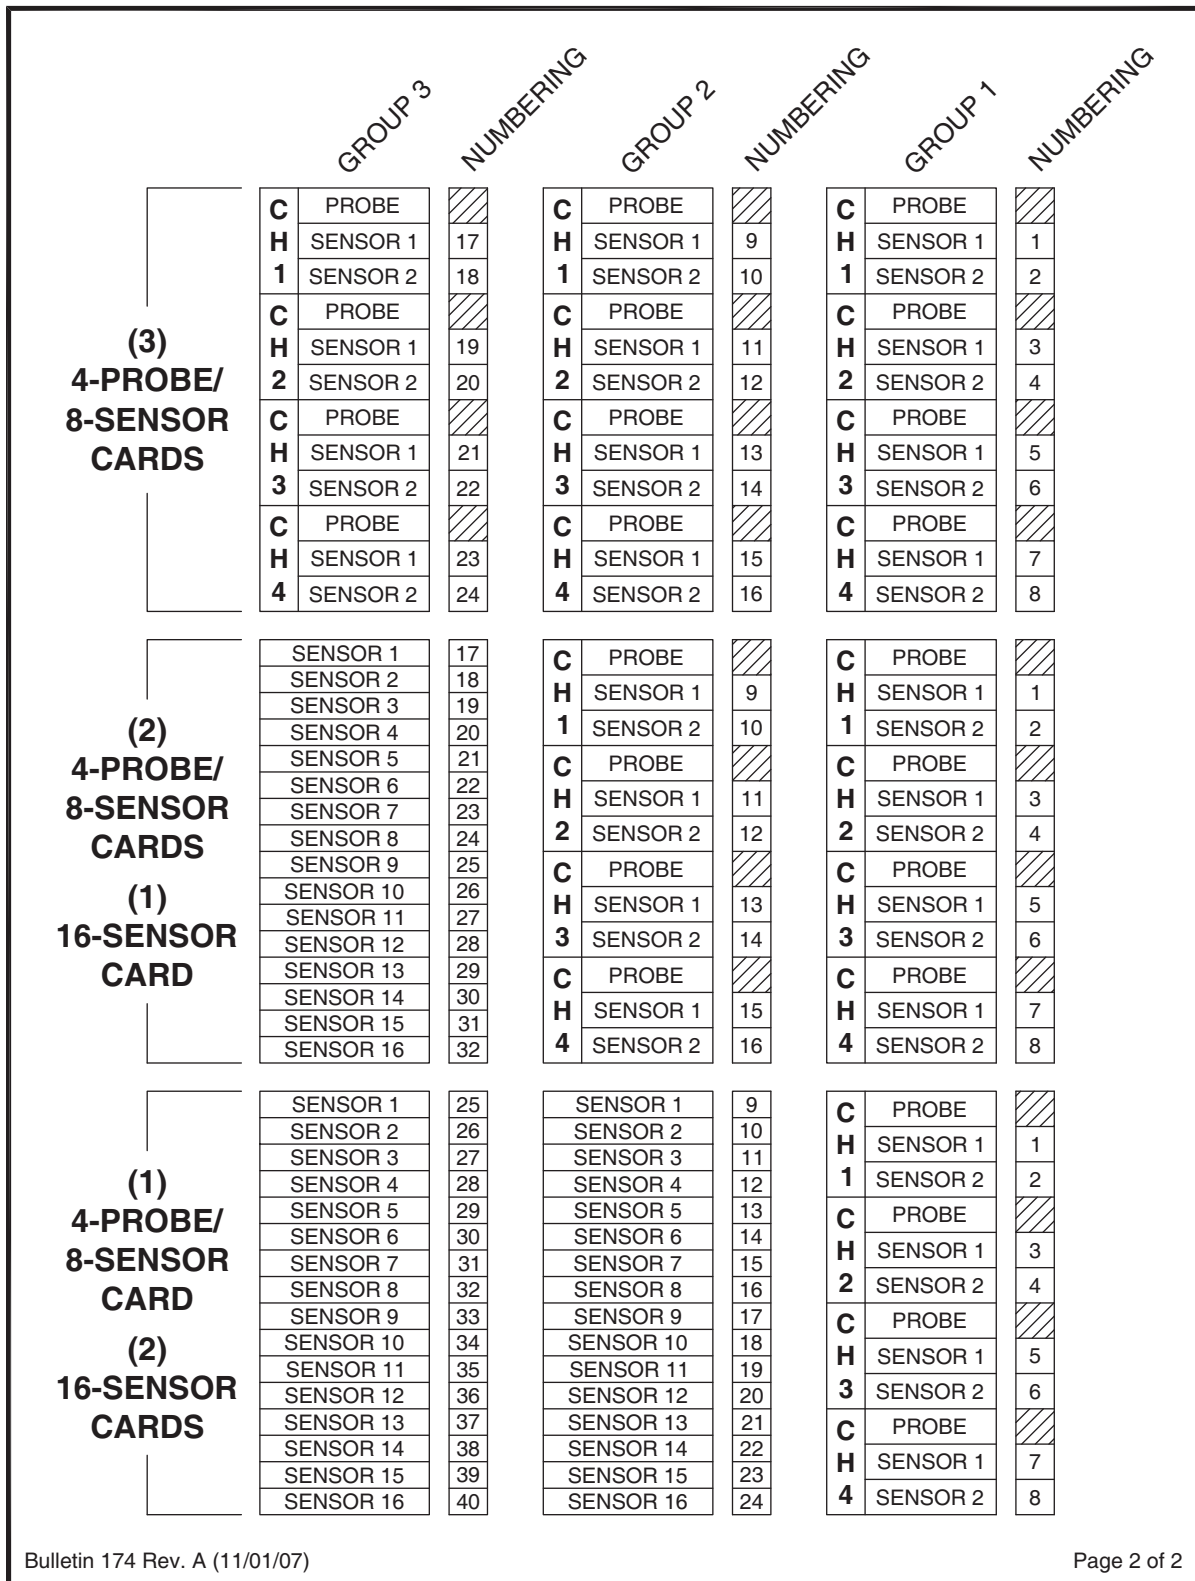 GROUP 3 NUMBERING GROUP 2 NUMBERING GROUP 1 NUMBERING
(3)
4-PROBE/
8-SENSOR
CARDS
CH1 PROBE CH1 PROBE CH1 PROBE
SENSOR 1 17 SENSOR 1 9 SENSOR 1 1
SENSOR 2 18 SENSOR 2 10 SENSOR 2 2
CH2 PROBE CH2 PROBE CH2 PROBE
SENSOR 1 19 SENSOR 1 11 SENSOR 1 3
SENSOR 2 20 SENSOR 2 12 SENSOR 2 4
CH3 PROBE CH3 PROBE CH3 PROBE
SENSOR 1 21 SENSOR 1 13 SENSOR 1 5
SENSOR 2 22 SENSOR 2 14 SENSOR 2 6
CH4 PROBE CH4 PROBE CH4 PROBE
SENSOR 1 23 SENSOR 1 15 SENSOR 1 7
SENSOR 2 24 SENSOR 2 16 SENSOR 2 8
(2)
4-PROBE/
8-SENSOR
CARDS
(1)
16-SENSOR
CARD
SENSOR 1 17
SENSOR 2 18
SENSOR 3 19
SENSOR 4 20
SENSOR 5 21
SENSOR 6 22
SENSOR 7 23
SENSOR 8 24
SENSOR 9 25
SENSOR 10 26
SENSOR 11 27
SENSOR 12 28
SENSOR 13 29
SENSOR 14 30
SENSOR 15 31
SENSOR 16 32
CH1 PROBE CH1 PROBE
SENSOR 1 9 SENSOR 1 1
SENSOR 2 10 SENSOR 2 2
CH2 PROBE CH2 PROBE
SENSOR 1 11 SENSOR 1 3
SENSOR 2 12 SENSOR 2 4
CH3 PROBE CH3 PROBE
SENSOR 1 13 SENSOR 1 5
SENSOR 2 14 SENSOR 2 6
CH4 PROBE CH4 PROBE
SENSOR 1 15 SENSOR 1 7
SENSOR 2 16 SENSOR 2 8
(1)
4-PROBE/
8-SENSOR
CARD
(2)
16-SENSOR
CARDS
SENSOR 1 25 SENSOR 1 9
SENSOR 2 26 SENSOR 2 10
SENSOR 3 27 SENSOR 3 11
SENSOR 4 28 SENSOR 4 12
SENSOR 5 29 SENSOR 5 13
SENSOR 6 30 SENSOR 6 14
SENSOR 7 31 SENSOR 7 15
SENSOR 8 32 SENSOR 8 16
SENSOR 9 33 SENSOR 9 17
SENSOR 10 34 SENSOR 10 18
SENSOR 11 35 SENSOR 11 19
SENSOR 12 36 SENSOR 12 20
SENSOR 13 37 SENSOR 13 21
SENSOR 14 38 SENSOR 14 22
SENSOR 15 39 SENSOR 15 23
SENSOR 16 40 SENSOR 16 24
CH1 PROBE
SENSOR 1 1
SENSOR 2 2
CH2 PROBE
SENSOR 1 3
SENSOR 2 4
CH3 PROBE
SENSOR 1 5
SENSOR 2 6
CH4 PROBE
SENSOR 1 7
SENSOR 2 8
Bulletin 174 Rev. A (11/01/07) Page 2 of 2